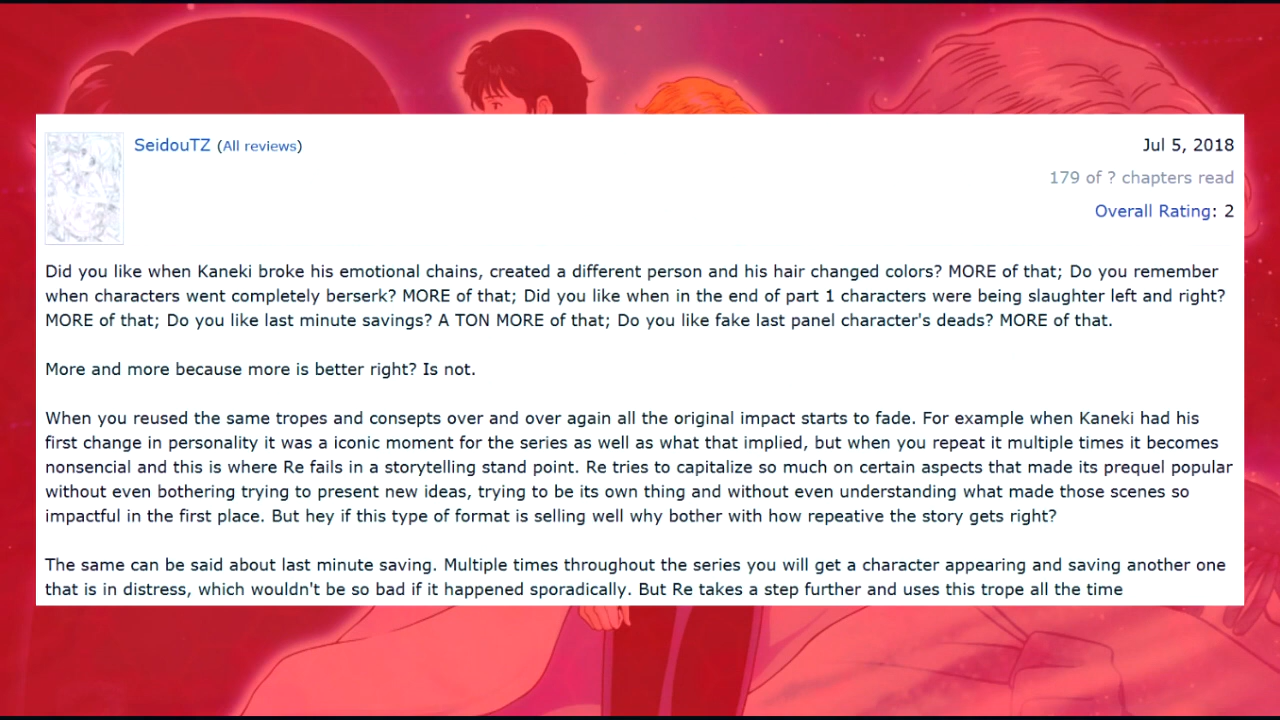 SeidouTZ (All reviews)
Jul 5, 2018
179 of ? chapters read
Overall Rating: 2
Did you like when Kaneki broke his emotional chains, created a different person and his hair changed colors? MORE of that; Do you remember
when characters went completely berserk? MORE of that; Did you like when in the end of part 1 characters were being slaughter left and right?
MORE of that; Do you like last minute savings? A TON MORE of that; Do you like fake last panel character's deads? MORE of that.
More and more because more is better right? Is not.
When you reused the same tropes and consepts over and over again all the original impact starts to fade. For example when Kaneki had his
first change in personality it was a iconic moment for the series as well as what that implied, but when you repeat it multiple times it becomes
nonsencial and this is where Re fails in a storytelling stand point. Re tries to capitalize so much on certain aspects that made its prequel popular
without even bothering trying to present new ideas, trying to be its own thing and without even understanding what made those scenes so
impactful in the first place. But hey if this type of format is selling well why bother with how repeative the story gets right?
The same can be said about last minute saving. Multiple times throughout the series you will get a character appearing and saving another one
that is in distress, which wouldn't be so bad if it happened sporadically. But Re takes a step further and uses this trope all the time